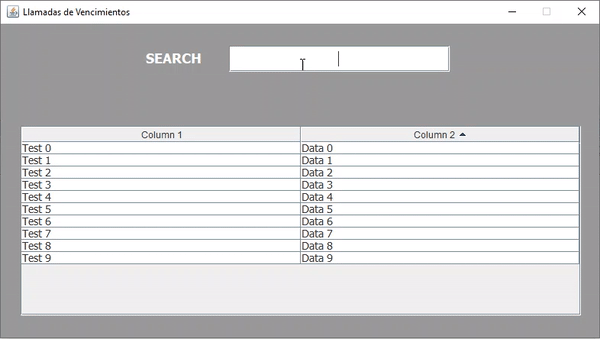 Llamadas de Vencimientos
SEARCH
Column 1 Column 2
Test 0 Data 0
Test 1 Data 1
Test 2 Data 2
Test 3 Data 3
Test 4 Data 4
Test 5 Data 5
Test 6 Data 6
Test 7 Data 7
Test 8 Data 8
Test 9 Data 9